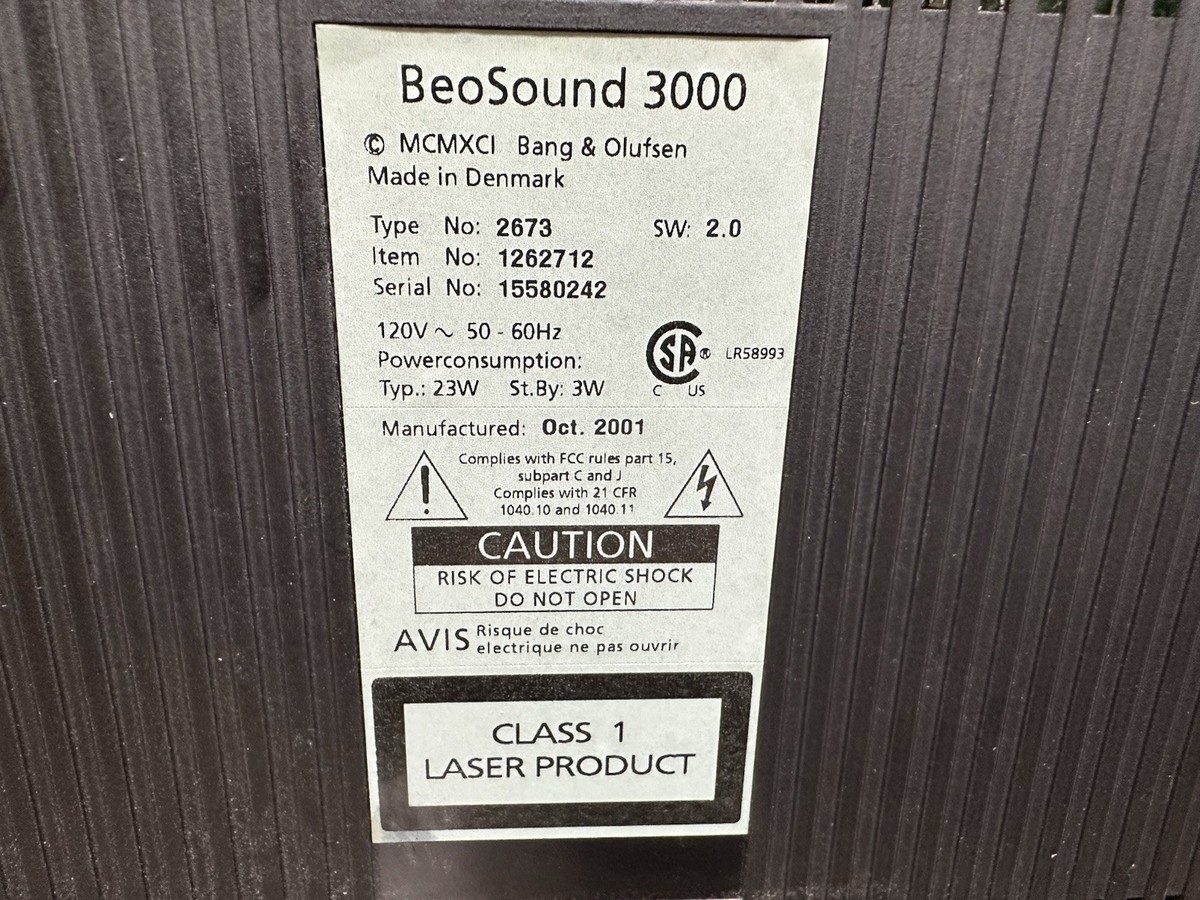 BeoSound 3000
© MCMXCI Bang & Olufsen
Made in Denmark
Type No: 2673 SW: 2.0
Item No: 1262712
Serial No: 15580242
120V ~ 50 - 60Hz
Powerconsumption:
Typ.: 23W St.By: 3W
SA® LR58993
C US
Manufactured: Oct. 2001
Complies with FCC rules part 15,
subpart C and J
Complies with 21 CFR
1040.10 and 1040.11
CAUTION
RISK OF ELECTRIC SHOCK
DO NOT OPEN
AVIS Risque de choc
electrique ne pas ouvrir
CLASS 1
LASER PRODUCT